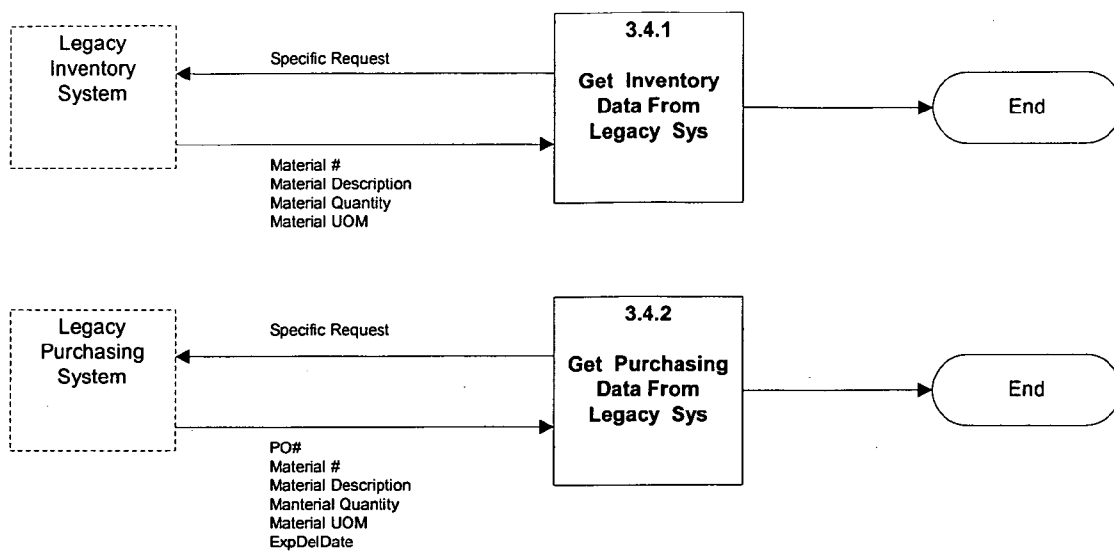 Legacy
Inventory
System
Specific Request
3.4.1
Get Inventory
Data From
Legacy Sys
End
Material #
Material Description
Material Quantity
Material UOM
Legacy
Purchasing
System
Specific Request
3.4.2
Get Purchasing
Data From
Legacy Sys
End
PO#
Material #
Material Description
Manterial Quantity
Material UOM
ExpDelDate